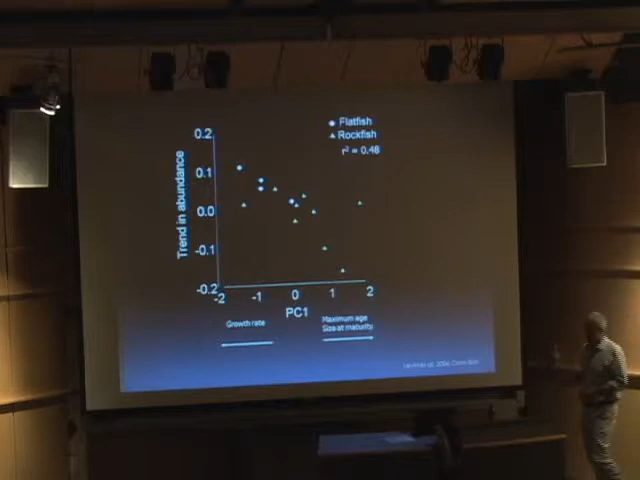 Flatfish
Rockfish
r² = 0.48
0.2
0.1
0.0
-0.1
-0.2
Trend in abundance
-2 -1 0 1 2
PC1
Growth rate
Maximum age
Size at maturity